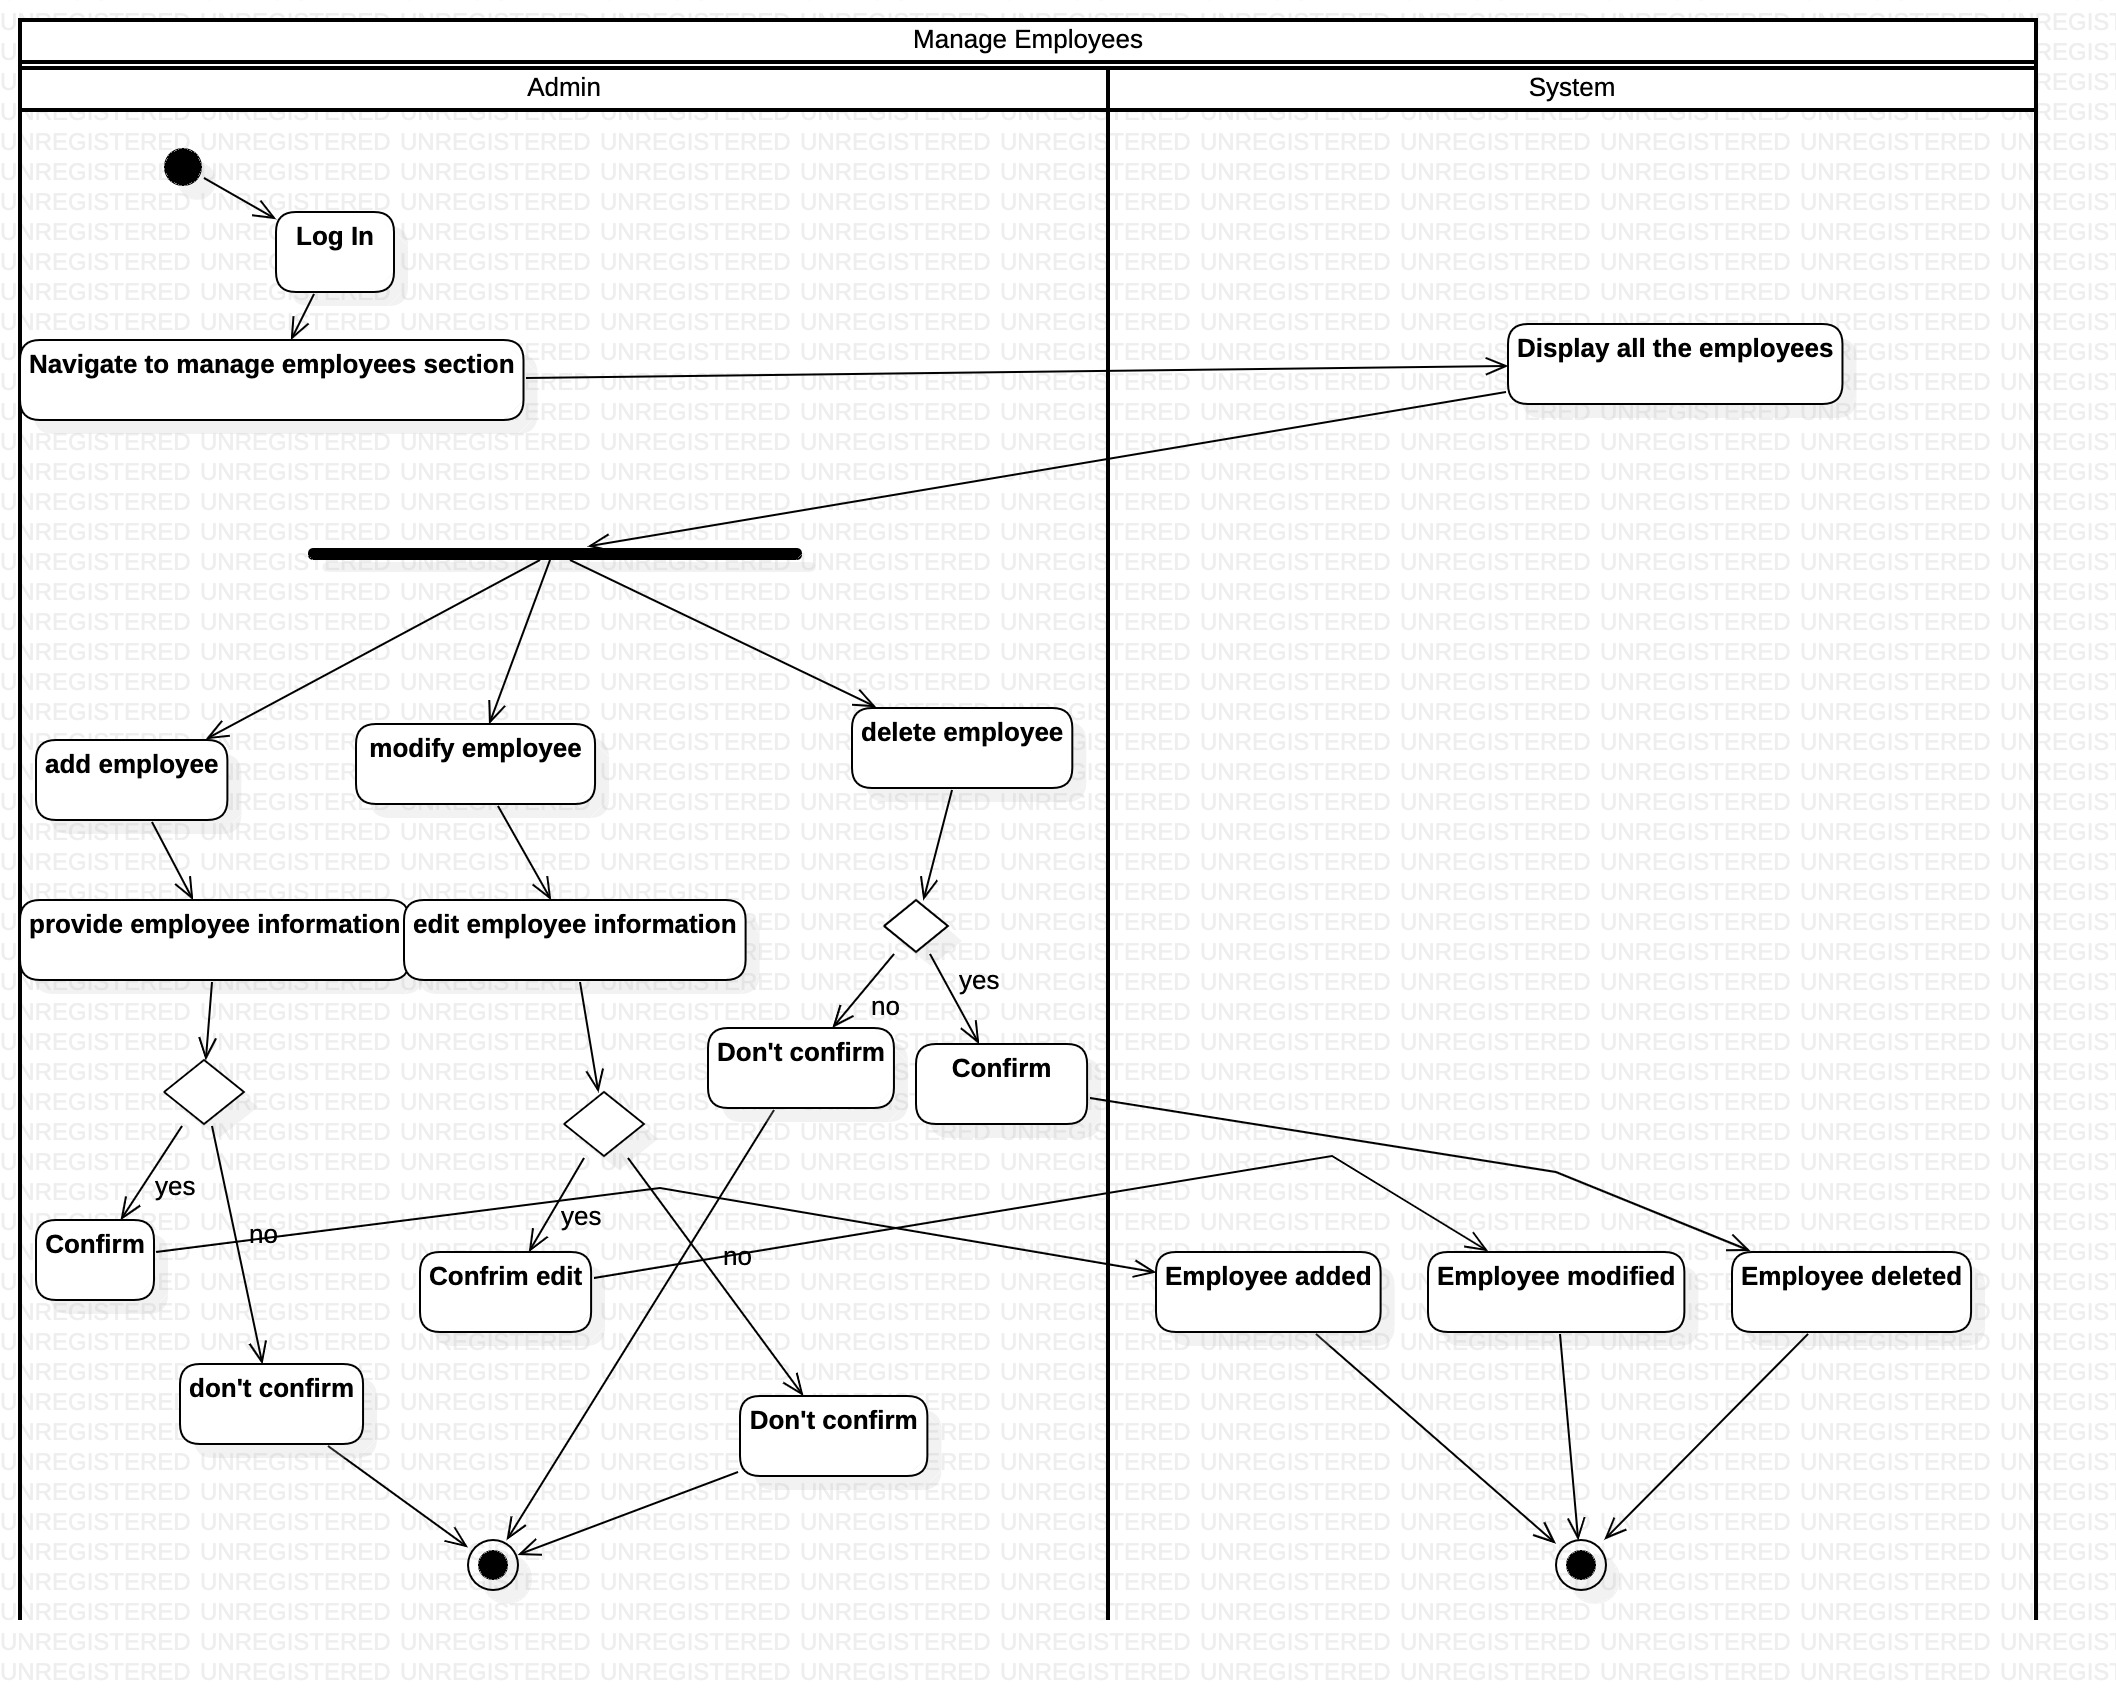 Manage Employees
Admin
System
Log In
Navigate to manage employees section
Display all the employees
add employee
modify employee
delete employee
provide employee information
edit employee information
no
yes
Don't confirm
Confirm
yes
no
yes
no
Confirm
Confrim edit
Employee added
Employee modified
Employee deleted
don't confirm
Don't confirm
UNREGISTERED